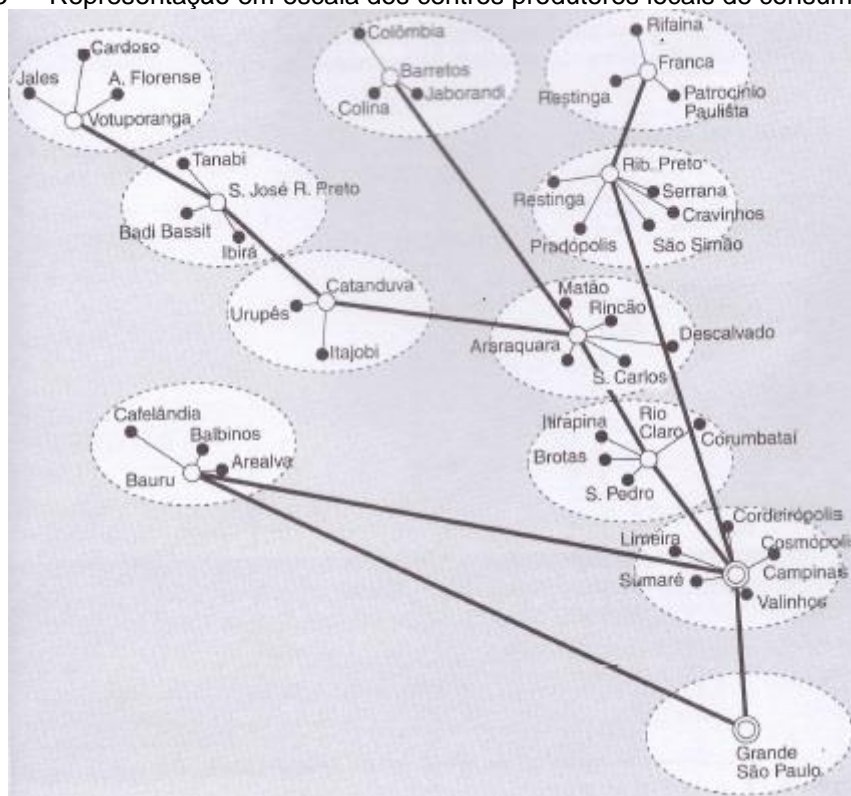 Representação em escala dos centros produtores locais de consum
Cardoso
Jales
A. Florense
Votuporanga
Colômbia
Barretos
Colina
Jaborandi
Rifaina
Franca
Restinga
Patrocínio
Paulista
Tanabi
S. José R. Preto
Badi Bassit
Ibirá
Rib. Preto
Restinga
Serrana
Cravinhos
Pradópolis
São Simão
Catanduva
Urupês
Itajobi
Matão
Rincão
Araraquara
Descalvado
S. Carlos
Cafelândia
Balbinos
Arealva
Bauru
Itirapina
Rio
Claro
Corumbataí
Brotas
S. Pedro
Cordeirópolis
Limeira
Cosmópolis
Sumaré
Campinas
Valinhos
Grande
São Paulo